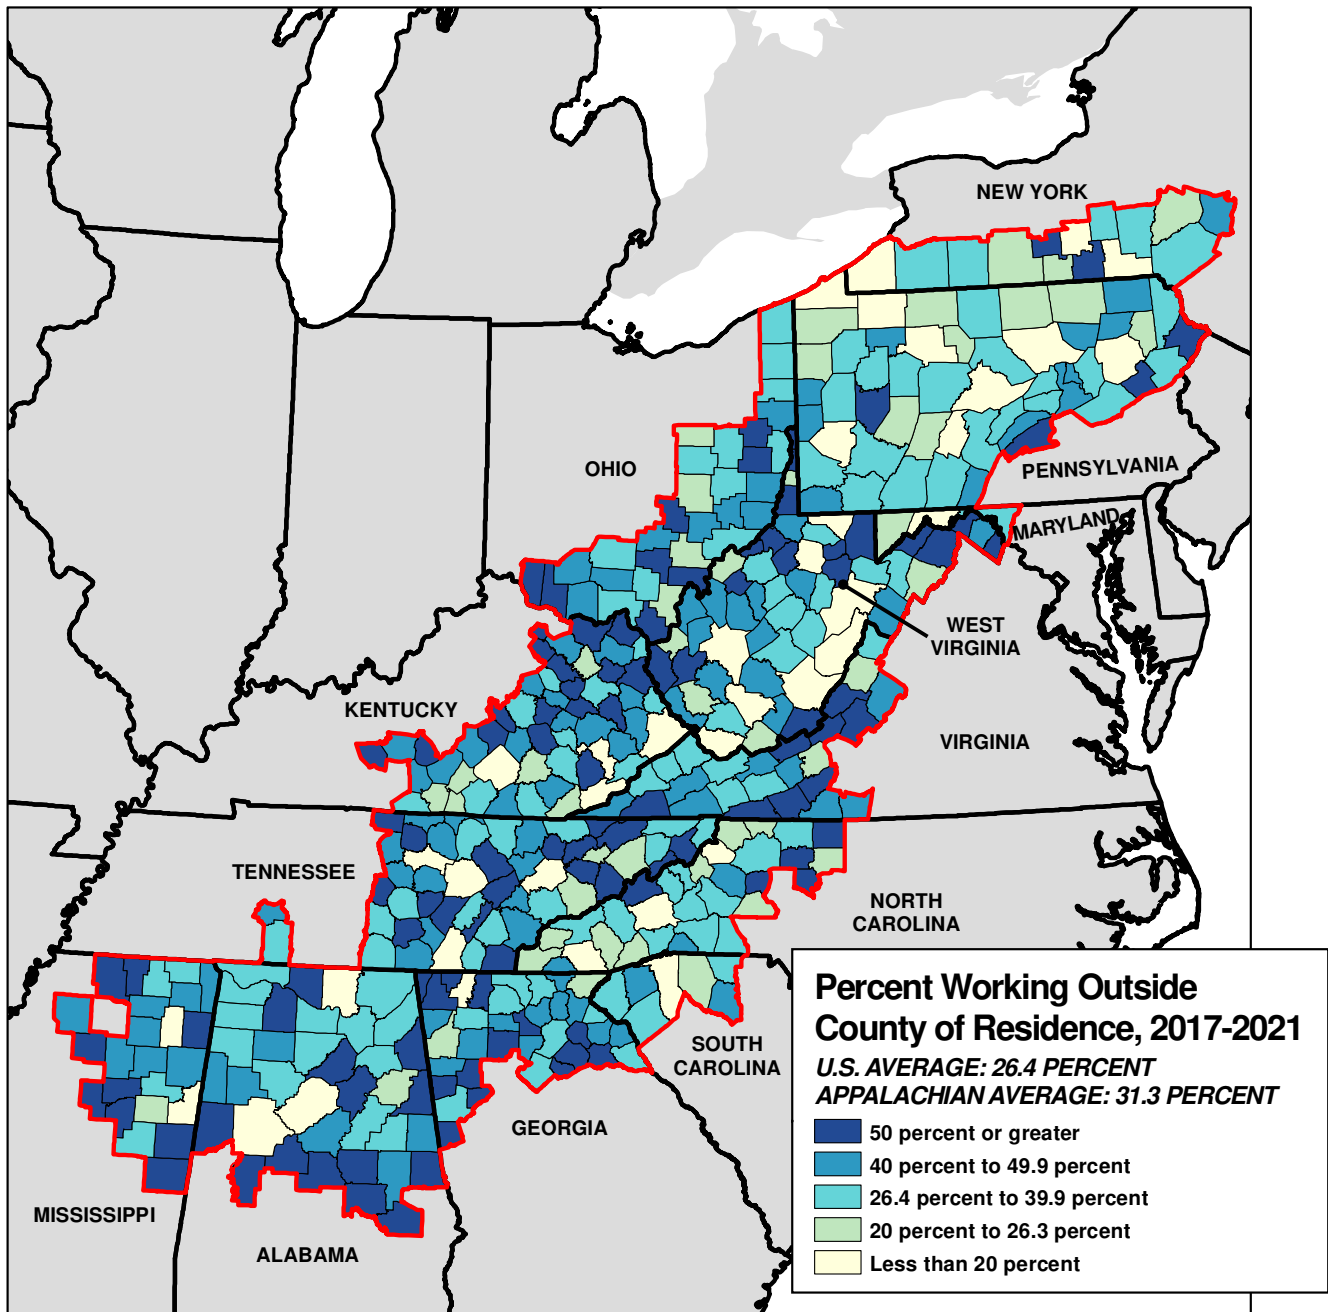 NEW YORK
OHIO
PENNSYLVANIA
MARYLAND
WEST
VIRGINIA
KENTUCKY
VIRGINIA
TENNESSEE
NORTH
CAROLINA
SOUTH
CAROLINA
GEORGIA
MISSISSIPPI
ALABAMA
Percent Working Outside
County of Residence, 2017-2021
U.S. AVERAGE: 26.4 PERCENT
APPALACHIAN AVERAGE: 31.3 PERCENT
50 percent or greater
40 percent to 49.9 percent
26.4 percent to 39.9 percent
20 percent to 26.3 percent
Less than 20 percent